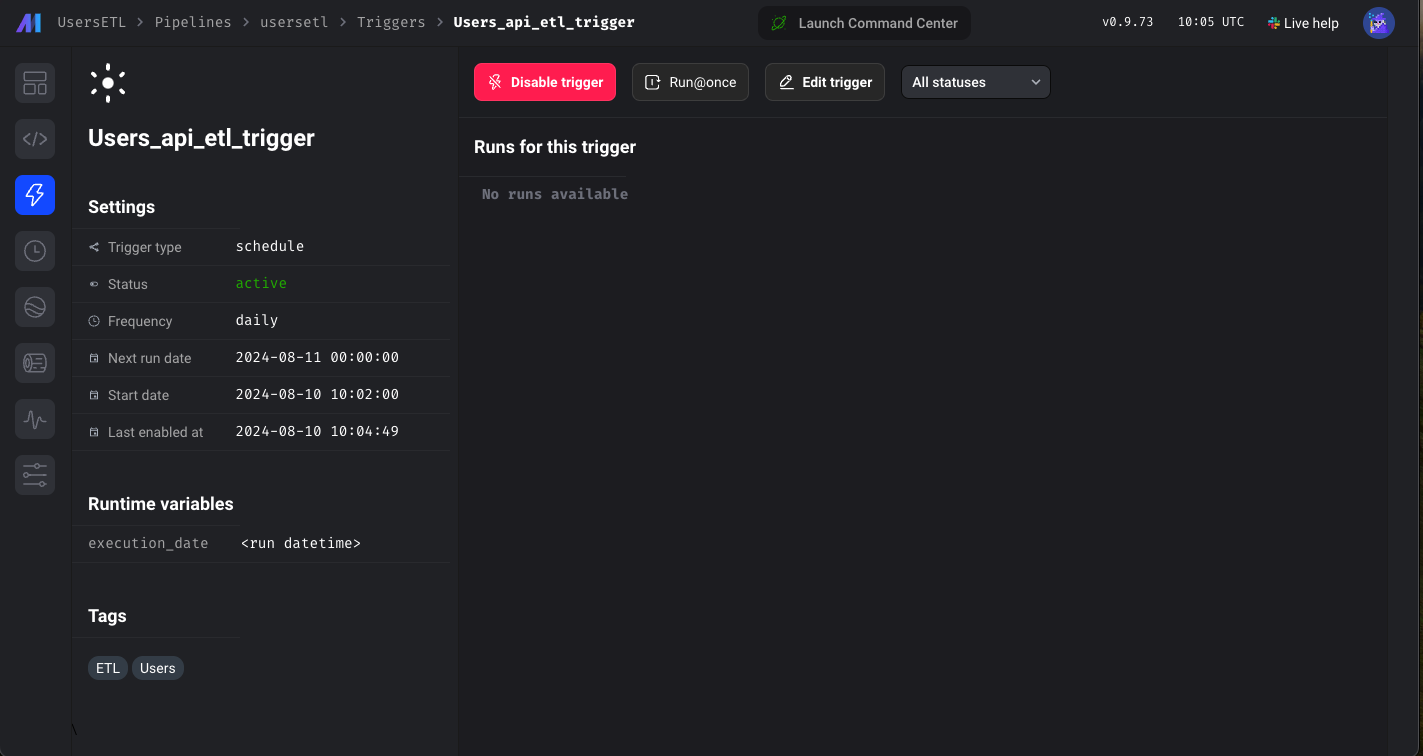 UsersETL > Pipelines > usersetl > Triggers > Users_api_etl_trigger
Launch Command Center
v0.9.73
10:05 UTC
Live help
Users_api_etl_trigger
Settings
Trigger type schedule
Status active
Frequency daily
Next run date 2024-08-11 00:00:00
Start date 2024-08-10 10:02:00
Last enabled at 2024-08-10 10:04:49
Runtime variables
execution_date <run datetime>
Tags
ETL Users
\
Disable trigger Run@once Edit trigger All statuses
Runs for this trigger
No runs available